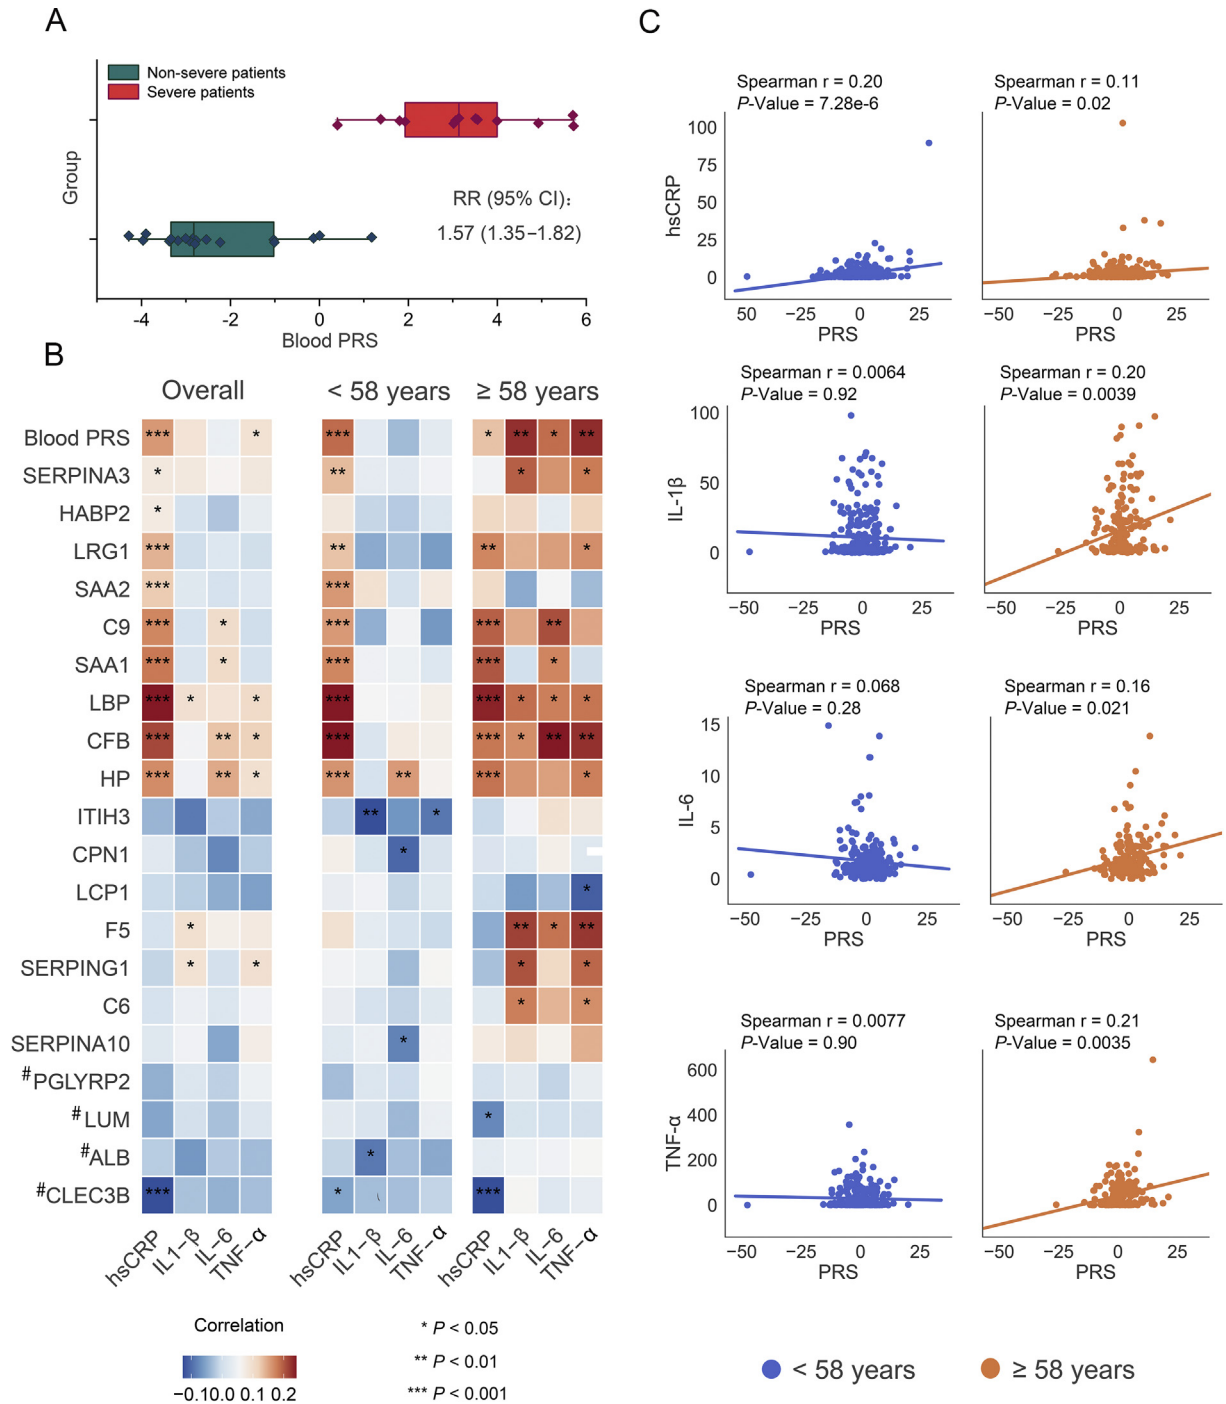 A
Non-severe patients
Severe patients
Group
RR (95% CI):
1.57 (1.35−1.82)
-4 -2 0 2 4 6
Blood PRS
B
Overall < 58 years ≥ 58 years
Blood PRS *** * *** * ** * **
SERPINA3 * ** * *
HABP2 *
LRG1 *** ** ** *
SAA2 *** ***
C9 *** * *** *** **
SAA1 *** * *** *** *
LBP *** * * *** *** * * *
CFB *** ** * *** *** * ** **
HP *** ** * *** ** *** *
ITIH3 ** *
CPN1 *
LCP1 *
F5 * ** * **
SERPING1 * * * *
C6 * *
SERPINA10 *
#PGLYRP2
#LUM *
#ALB *
#CLEC3B *** * ***
hsCRP IL1−β IL−6 TNF−α hsCRP IL1−β IL−6 TNF−α hsCRP IL1−β IL−6 TNF−α
Correlation
−0.10.0 0.1 0.2
* P < 0.05
** P < 0.01
*** P < 0.001
C
Spearman r = 0.20
P-Value = 7.28e-6
Spearman r = 0.11
P-Value = 0.02
hsCRP
100
75
50
25
0
50 −25 0 25
PRS
−50 −25 0 25
PRS
Spearman r = 0.0064
P-Value = 0.92
Spearman r = 0.20
P-Value = 0.0039
IL-1β
100
50
0
−50 −25 0 25
PRS
−50 −25 0 25
PRS
Spearman r = 0.068
P-Value = 0.28
Spearman r = 0.16
P-Value = 0.021
IL-6
15
10
5
0
−50 −25 0 25
PRS
−50 −25 0 25
PRS
Spearman r = 0.0077
P-Value = 0.90
Spearman r = 0.21
P-Value = 0.0035
TNF-α
600
400
200
0
−50 −25 0 25
PRS
−50 −25 0 25
PRS
< 58 years ≥ 58 years